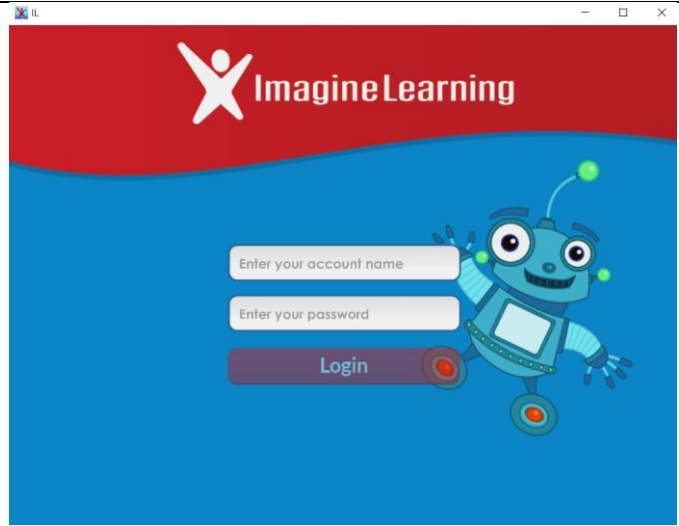 IL
ImagineLearning
Enter your account name
Enter your password
Login